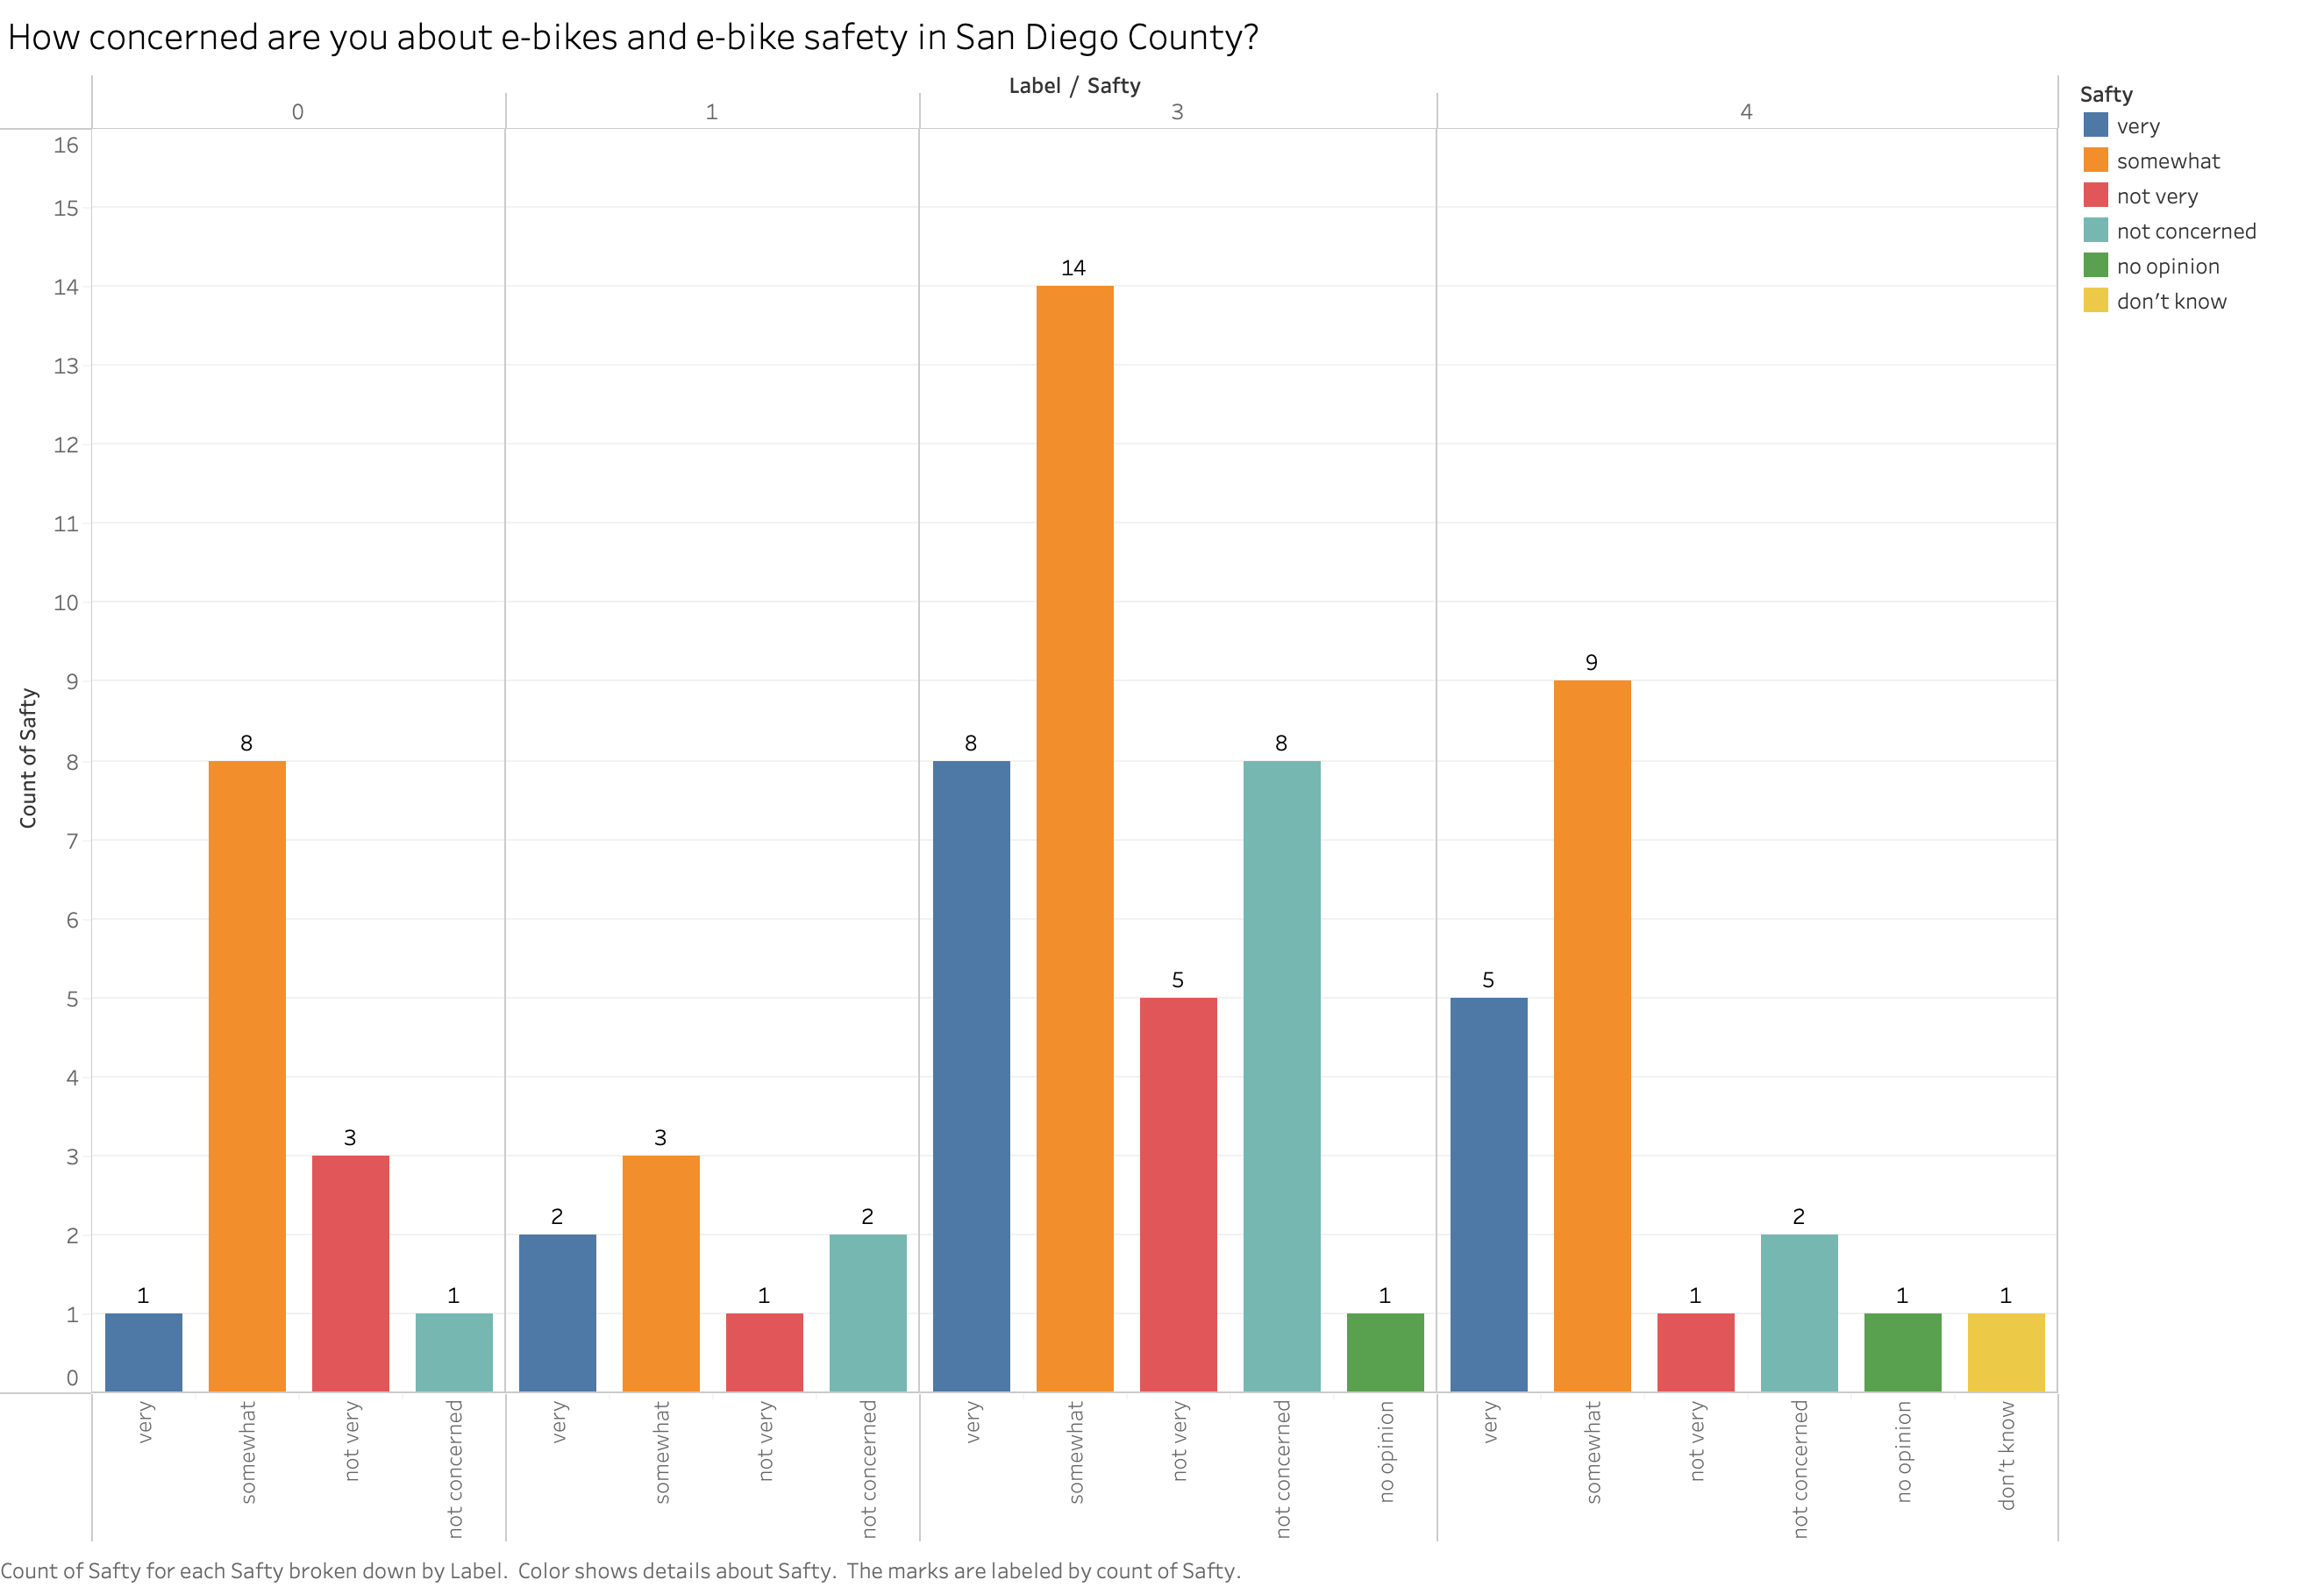 How concerned are you about e-bikes and e-bike safety in San Diego County?
Label / Safty
0 1 3 4
Safty
very
somewhat
not very
not concerned
no opinion
don't know
Count of Safty
16
15
14
13
12
11
10
9
8
7
6
5
4
3
2
1
0
1 8 3 1 2 3 1 2 8 14 5 8 1 5 9 1 2 1 1
very somewhat not very not concerned very somewhat not very not concerned very somewhat not very not concerned no opinion very somewhat not very not concerned no opinion don't know
Count of Safty for each Safty broken down by Label. Color shows details about Safty. The marks are labeled by count of Safty.